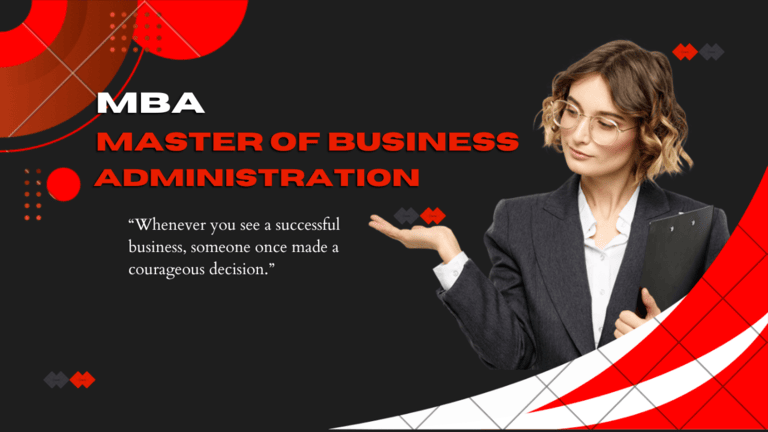 MBA
MASTER OF BUSINESS
ADMINISTRATION
“Whenever you see a successful
business, someone once made a
courageous decision.”